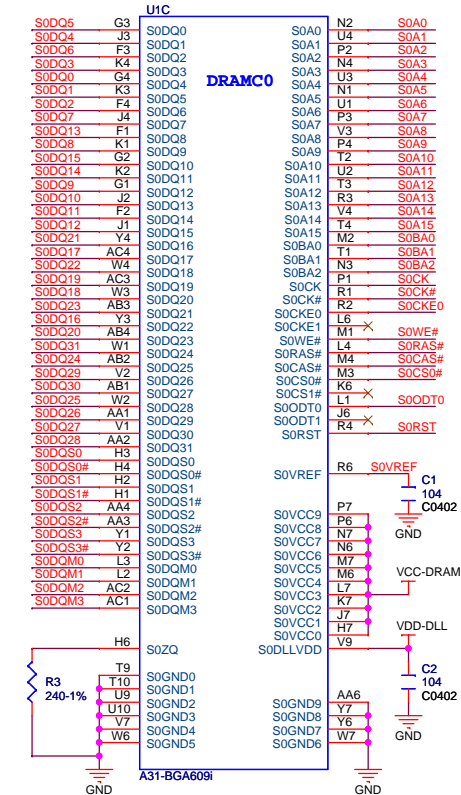 U1C
S0DQ5 G3 S0DQ0 S0A0 N2 S0A0
S0DQ4 J3 S0DQ1 S0A1 U4 S0A1
S0DQ6 F3 S0DQ2 S0A2 P2 S0A2
S0DQ3 K4 S0DQ3 S0A3 N4 S0A3
DRAMC0
S0DQ0 G4 S0DQ4 S0A4 U3 S0A4
S0DQ1 K3 S0DQ5 S0A5 N5 S0A5
S0DQ2 F4 S0DQ6 S0A6 U1 S0A6
S0DQ7 J4 S0DQ7 S0A7 P3 S0A7
S0DQ13 F1 S0DQ8 S0A8 V3 S0A8
S0DQ8 K1 S0DQ9 S0A9 P4 S0A9
S0DQ15 G2 S0DQ10 S0A10 T2 S0A10
S0DQ14 K2 S0DQ11 S0A11 U2 S0A11
S0DQ9 G1 S0DQ12 S0A12 T3 S0A12
S0DQ10 J2 S0DQ13 S0A13 R3 S0A13
S0DQ11 F2 S0DQ14 S0A14 V4 S0A14
S0DQ12 J1 S0DQ15 S0A15 T4 S0A15
S0DQ21 Y4 S0DQ16 S0BA0 M2 S0BA0
S0DQ17 AC4 S0DQ17 S0BA1 T1 S0BA1
S0DQ22 W4 S0DQ18 S0BA2 N3 S0BA2
S0DQ19 AC3 S0DQ19 S0CK P1 S0CK
S0DQ18 W3 S0DQ20 S0CK# R1 S0CK#
S0DQ23 AB3 S0DQ21 S0CKE0 R2 S0CKE0
S0DQ16 Y3 S0DQ22 S0CKE1 L6
S0DQ20 AB4 S0DQ23 S0WE# M1 S0WE#
S0DQ31 W1 S0DQ24 S0RAS# L4 S0RAS#
S0DQ24 AB2 S0DQ25 S0CAS# M4 S0CAS#
S0DQ29 V2 S0DQ26 S0CS0# M3 S0CS0#
S0DQ30 AB1 S0DQ27 S0CS1# K6
S0DQ25 W2 S0DQ28 S0ODT0 L1 S0ODT0
S0DQ26 AA1 S0DQ29 S0ODT1 J6
S0DQ27 V1 S0DQ30 S0RST R4 S0RST
S0DQ28 AA2 S0DQ31
S0DQS0 H3 S0DQS0
S0DQS0# H4 S0DQS0# S0VREF R6 S0VREF
S0DQS1 H2 S0DQS1 C1
S0DQS1# H1 S0DQS1# 104
C0402
S0DQS2 AA4 S0DQS2 S0VCC9 P7
S0DQS2# AA3 S0DQS2# S0VCC8 P6
GND
S0DQS3 Y1 S0DQS3 S0VCC7 N7
S0DQS3# Y2 S0DQS3# S0VCC6 N6
S0DQM0 L3 S0DQM0 S0VCC5 M7
S0DQM1 L2 S0DQM1 S0VCC4 M6 VCC-DRAM
S0DQM2 AC2 S0DQM2 S0VCC3 L7
S0DQM3 AC1 S0DQM3 S0VCC2 K7
S0VCC1 J7
S0VCC0 H7 VDD-DLL
H6 S0ZQ S0DLLVDD V9
T9 S0GND0 C2
R3 T10 S0GND1 104
240-1% U9 S0GND2 S0GND9 AA6 C0402
U10 S0GND3 S0GND8 Y7
V7 S0GND4 S0GND7 Y6
W6 S0GND5 S0GND6 W7 GND
A31-BGA609i
GND GND